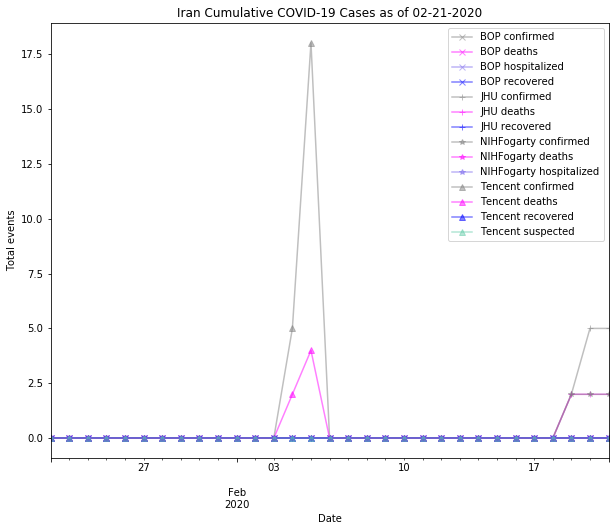 Iran Cumulative COVID-19 Cases as of 02-21-2020
BOP confirmed
BOP deaths
BOP hospitalized
BOP recovered
JHU confirmed
JHU deaths
JHU recovered
NIHFogarty confirmed
NIHFogarty deaths
NIHFogarty hospitalized
Tencent confirmed
Tencent deaths
Tencent recovered
Tencent suspected
Total events
17.5
15.0
12.5
10.0
7.5
5.0
2.5
0.0
27
03
10
17
Feb
2020
Date